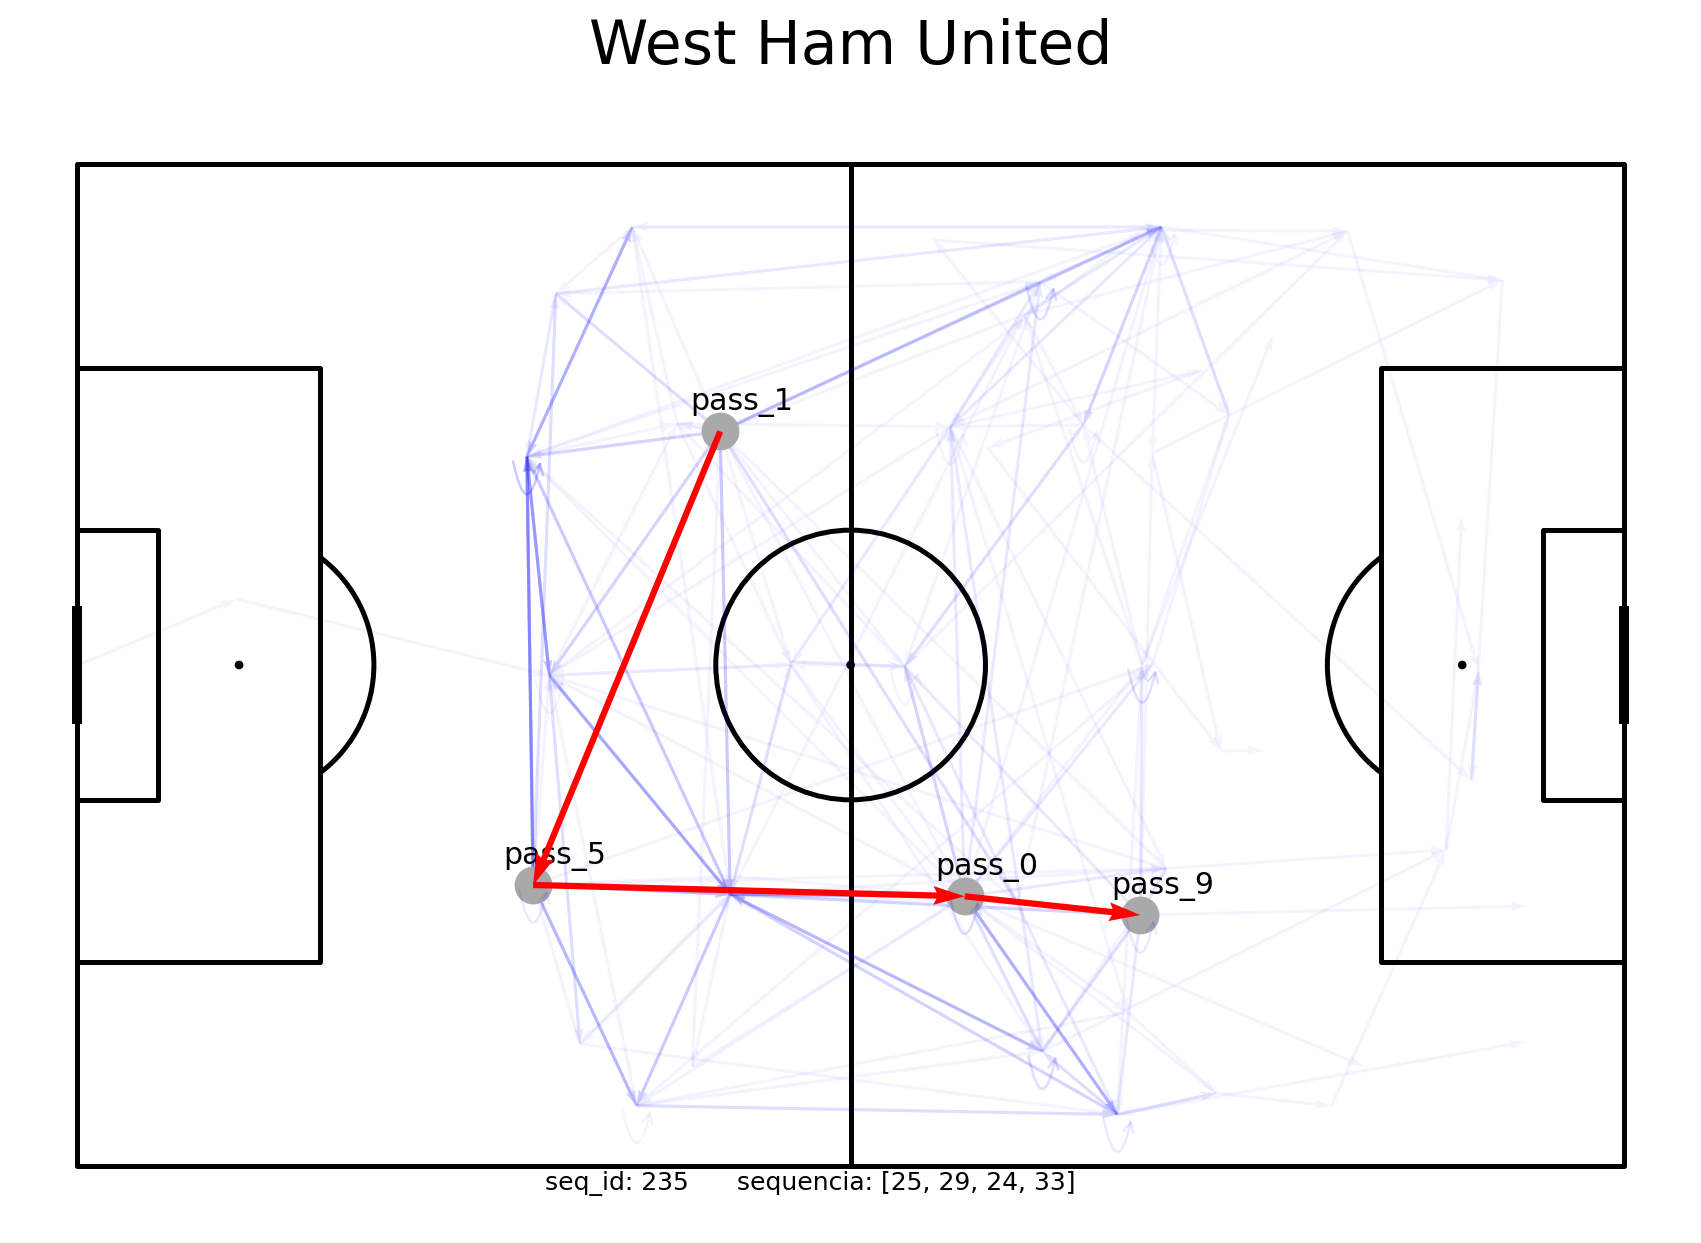 West Ham United
pass_1
pass_5
pass_0
pass_9
seq_id: 235 sequencia: [25, 29, 24, 33]